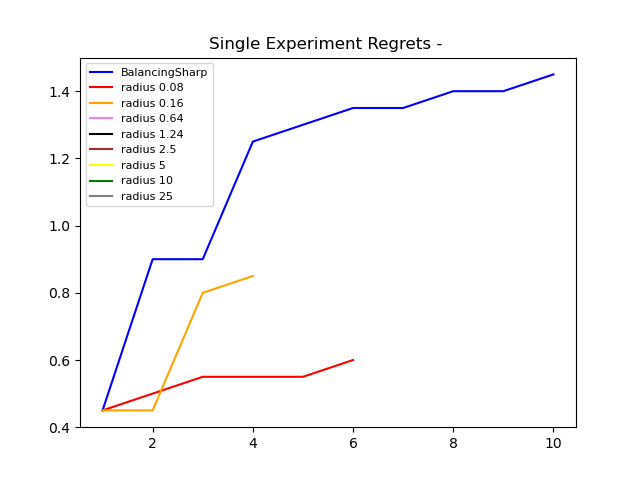 Single Experiment Regrets -
BalancingSharp
radius 0.08
radius 0.16
radius 0.64
radius 1.24
radius 2.5
radius 5
radius 10
radius 25
1.4
1.2
1.0
0.8
0.6
0.4
2 4 6 8 10